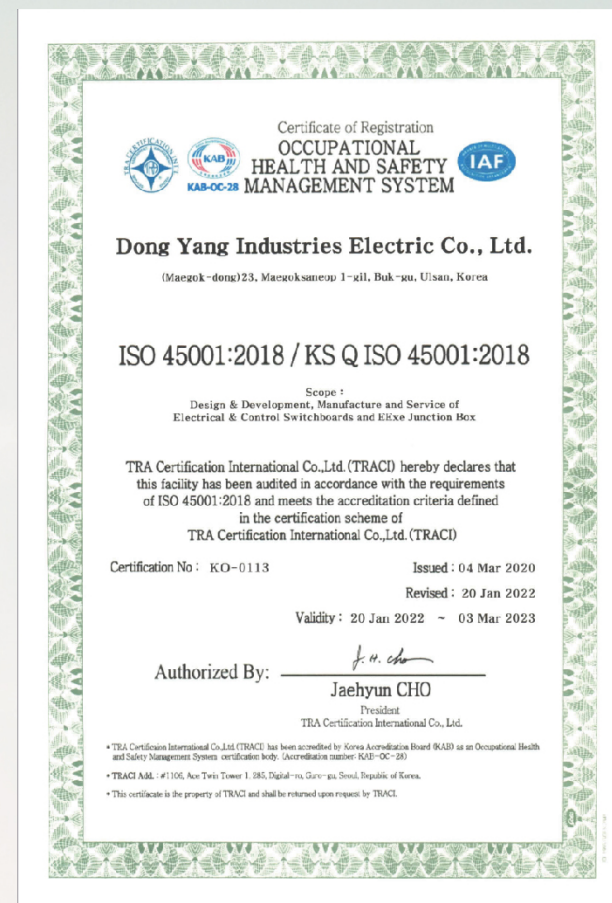 Certificate of Registration
OCCUPATIONAL
HEALTH AND SAFETY
MANAGEMENT SYSTEM
TRA CERTIFICATION INT'L
KAB
KAB-OC-28
IAF
Dong Yang Industries Electric Co., Ltd.
(Maegok-dong)23, Maegoksaneop 1-gil, Buk-gu, Ulsan, Korea
ISO 45001:2018 / KS Q ISO 45001:2018
Scope :
Design & Development, Manufacture and Service of
Electrical & Control Switchboards and EExe Junction Box
TRA Certification International Co.,Ltd.(TRACI) hereby declares that
this facility has been audited in accordance with the requirements
of ISO 45001:2018 and meets the accreditation criteria defined
in the certification scheme of
TRA Certification International Co.,Ltd.(TRACI)
Certification No : KO-0113
Issued : 04 Mar 2020
Revised : 20 Jan 2022
Validity : 20 Jan 2022 ~ 03 Mar 2023
Authorized By: J. H. cho
Jaehyun CHO
President
TRA Certification International Co., Ltd.
* TRA Certificaion International Co.,Ltd.(TRACI) has been accredited by Korea Accreditation Board (KAB) as an Occupational Health
and Safety Management System certification body. (Accreditation number: KAB-OC-28)
* TRACI Add. : #1106, Ace Twin Tower 1, 285, Digital-ro, Guro-gu, Seoul, Republic of Korea.
* This certificate is the property of TRACI and shall be returned upon request by TRACI.